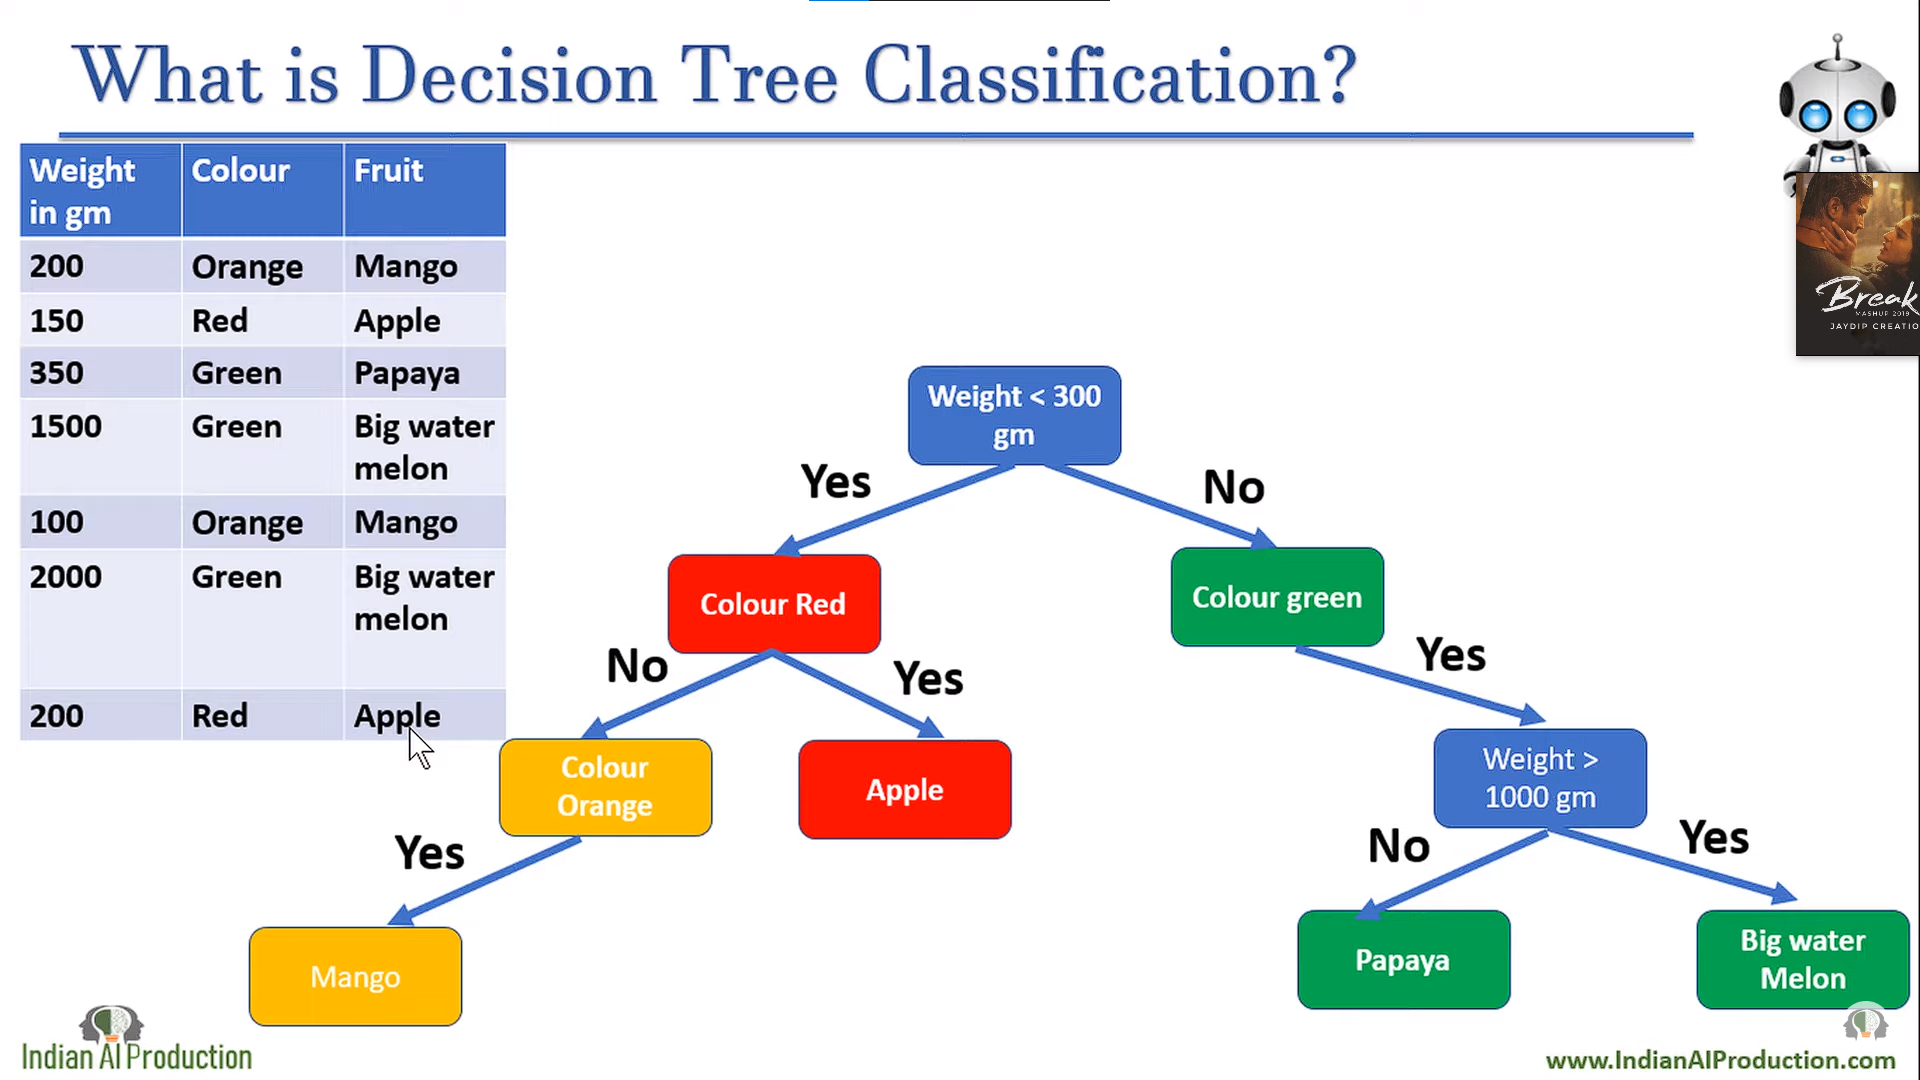 What is Decision Tree Classification?
Weight in gm Colour Fruit
200 Orange Mango
150 Red Apple
350 Green Papaya
1500 Green Big water melon
100 Orange Mango
2000 Green Big water melon
200 Red Apple
Weight < 300
gm
Yes
No
Colour Red
Colour green
No
Yes
Yes
Colour
Orange
Apple
Weight >
1000 gm
Yes
No
Yes
Mango
Papaya
Big water
Melon
Break
MASHUP 2019
JAYDIP CREATIO
Indian AI Production
www.IndianAIProduction.com